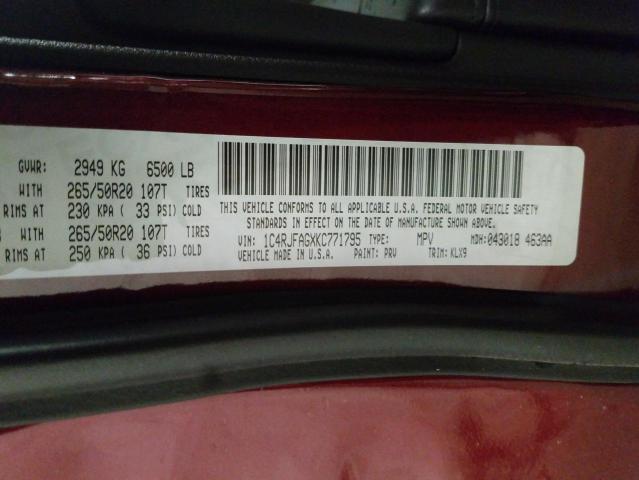 GVWR: 2949 KG 6500 LB
WITH 265/50R20 107T TIRES
RIMS AT 230 KPA ( 33 PSI) COLD
WITH 265/50R20 107T TIRES
RIMS AT 250 KPA ( 36 PSI) COLD
THIS VEHICLE CONFORMS TO ALL APPLICABLE U.S.A. FEDERAL MOTOR VEHICLE SAFETY
STANDARDS IN EFFECT ON THE DATE OF MANUFACTURE SHOWN ABOVE.
VIN: 1C4RJFAGXKC771795 TYPE: MPV MDH: 043018 463AA
VEHICLE MADE IN U.S.A. PAINT: PRV TRIM: KLX9